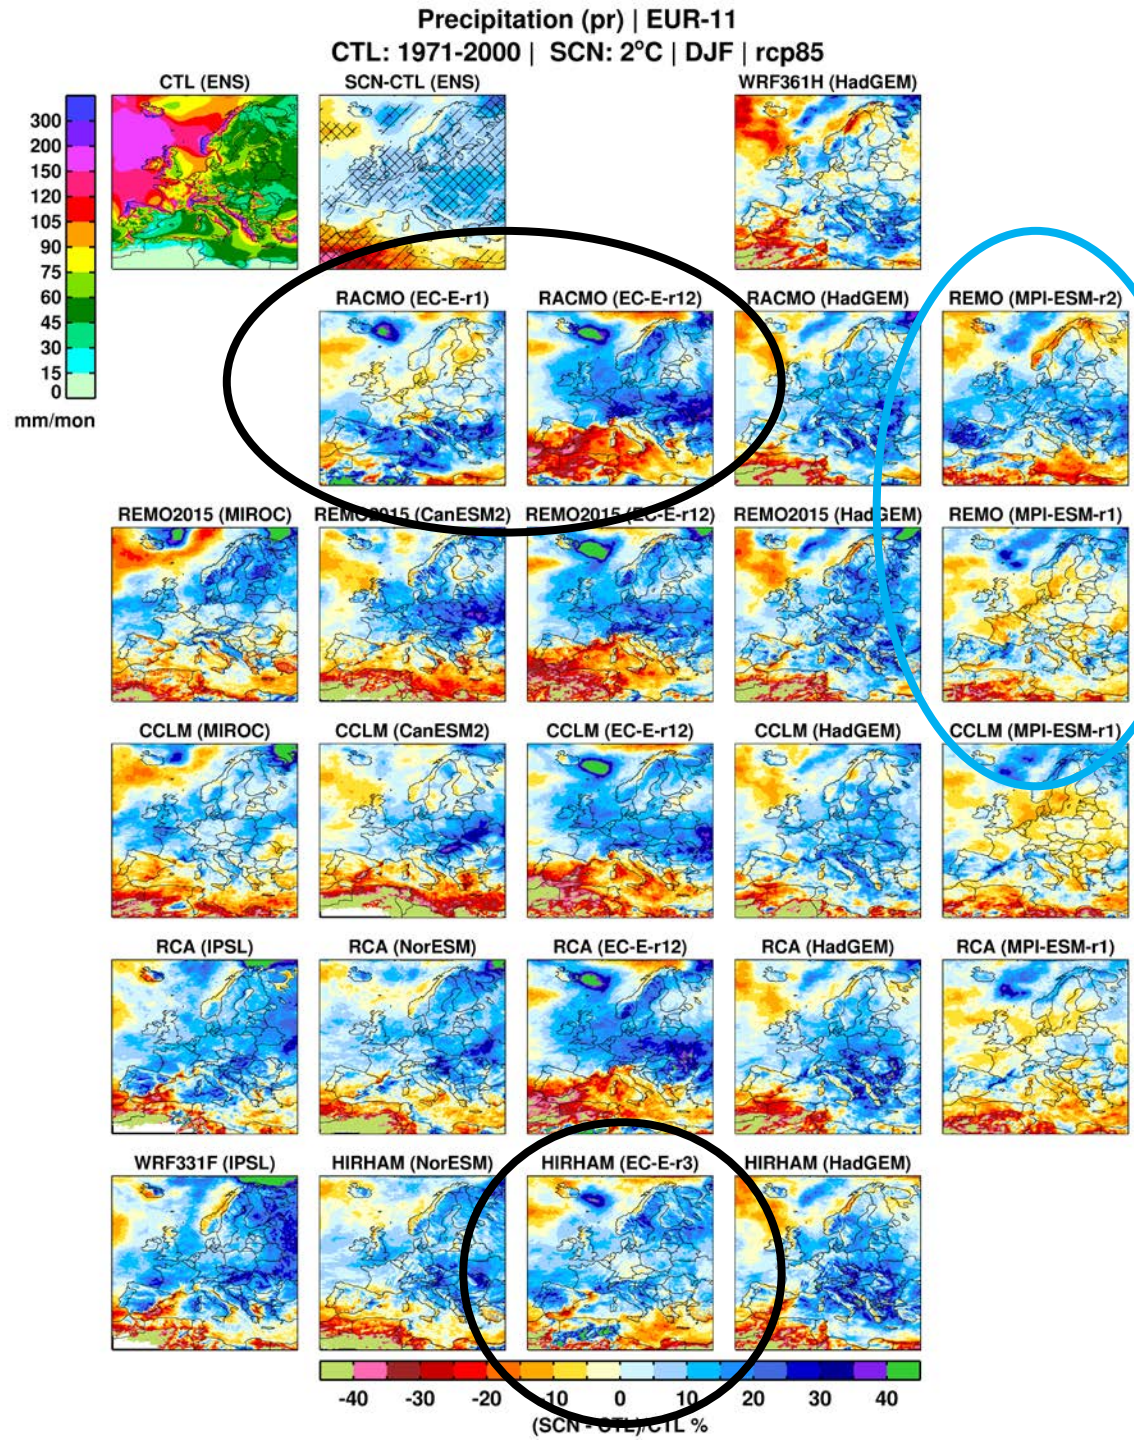 Precipitation (pr) | EUR-11
CTL: 1971-2000 | SCN: 2°C | DJF | rcp85
CTL (ENS)
SCN-CTL (ENS)
WRF361H (HadGEM)
300
200
150
120
105
90
75
60
45
30
15
0
mm/mon
RACMO (EC-E-r1)
RACMO (EC-E-r12)
RACMO (HadGEM)
REMO (MPI-ESM-r2)
REMO2015 (MIROC)
REMO2015 (CanESM2)
REMO2015 (EC-E-r12)
REMO2015 (HadGEM)
REMO (MPI-ESM-r1)
CCLM (MIROC)
CCLM (CanESM2)
CCLM (EC-E-r12)
CCLM (HadGEM)
CCLM (MPI-ESM-r1)
RCA (IPSL)
RCA (NorESM)
RCA (EC-E-r12)
RCA (HadGEM)
RCA (MPI-ESM-r1)
WRF331F (IPSL)
HIRHAM (NorESM)
HIRHAM (EC-E-r3)
HIRHAM (HadGEM)
-40 -30 -20 -10 0 10 20 30 40
(SCN - CTL)/CTL %